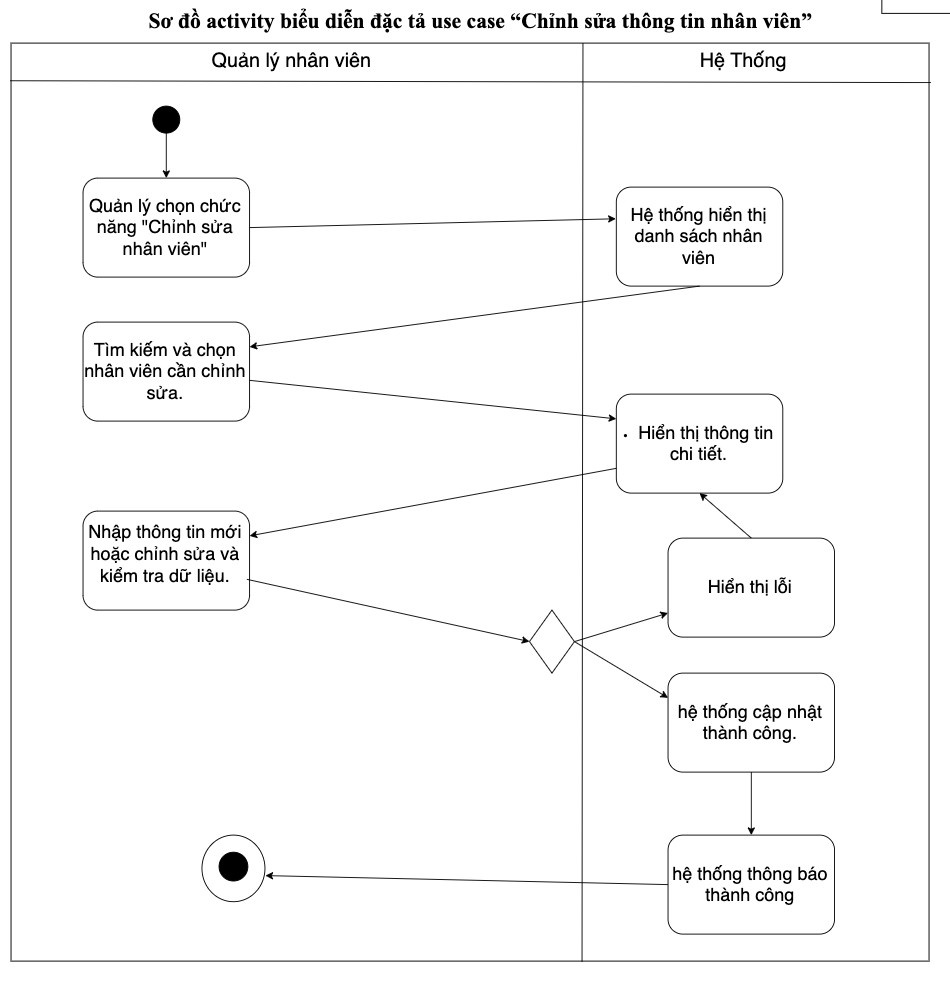 Sơ đồ activity biểu diễn đặc tả use case “Chỉnh sửa thông tin nhân viên”
Quản lý nhân viên
Hệ Thống
Quản lý chọn chức
năng "Chỉnh sửa
nhân viên"
Hệ thống hiển thị
danh sách nhân
viên
Tìm kiếm và chọn
nhân viên cần chỉnh
sửa.
• Hiển thị thông tin
chi tiết.
Nhập thông tin mới
hoặc chỉnh sửa và
kiểm tra dữ liệu.
Hiển thị lỗi
hệ thống cập nhật
thành công.
hệ thống thông báo
thành công